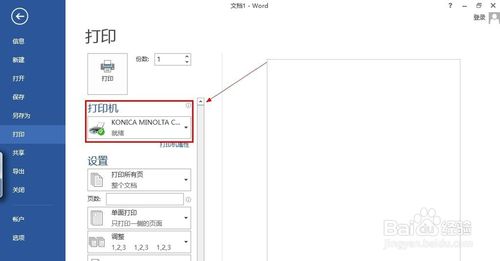 文档1 - Word
登录
信息
新建
打开
保存
另存为
打印
共享
导出
关闭
帐户
选项
打印
打印
份数: 1
打印机
KONICA MINOLTA C...
就绪
打印机属性
设置
打印所有页
整个文档
页数:
单面打印
只打印一侧的页面
调整
1,2,3 1,2,3 1,2,3
Baidu 经验
jingyan.baidu.com